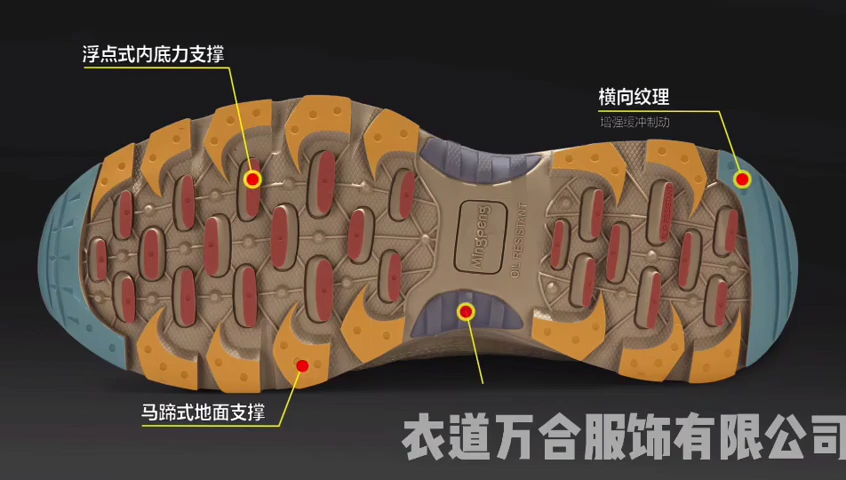 浮点式内底力支撑
横向纹理
增强缓冲制动
Mingpeng
OIL RESISTANT
马蹄式地面支撑
衣道万合服饰有限公司